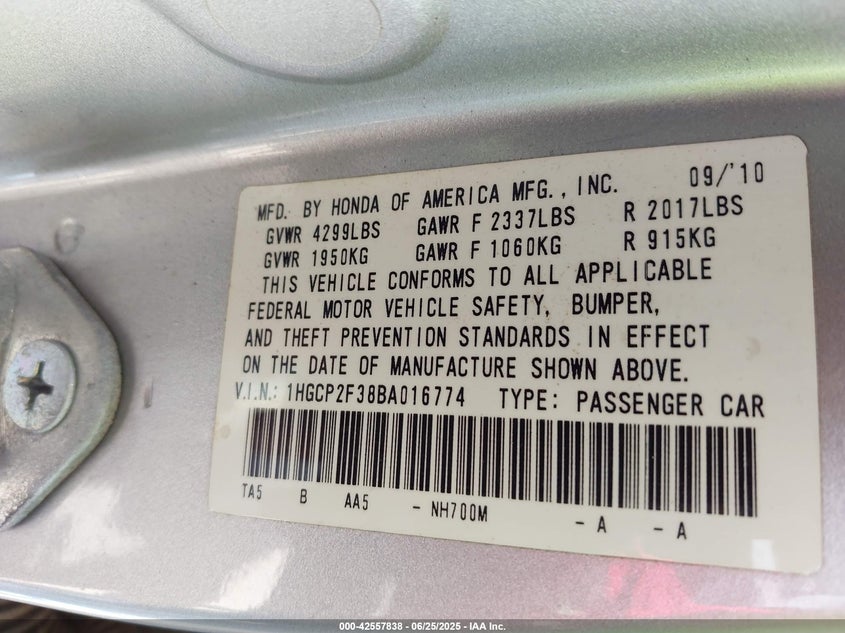 MFD. BY HONDA OF AMERICA MFG., INC. 09/'10
GVWR 4299LBS GAWR F 2337LBS R 2017LBS
GVWR 1950KG GAWR F 1060KG R 915KG
THIS VEHICLE CONFORMS TO ALL APPLICABLE
FEDERAL MOTOR VEHICLE SAFETY, BUMPER,
AND THEFT PREVENTION STANDARDS IN EFFECT
ON THE DATE OF MANUFACTURE SHOWN ABOVE.
V.I.N.: 1HGCP2F38BA016774 TYPE: PASSENGER CAR
TA5 B AA5 - NH700M - A - A
000-42557838 - 06/25/2025 - IAA Inc.